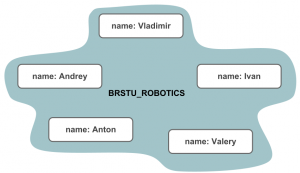 name: Vladimir
name: Andrey
name: Ivan
BRSTU_ROBOTICS
name: Anton
name: Valery